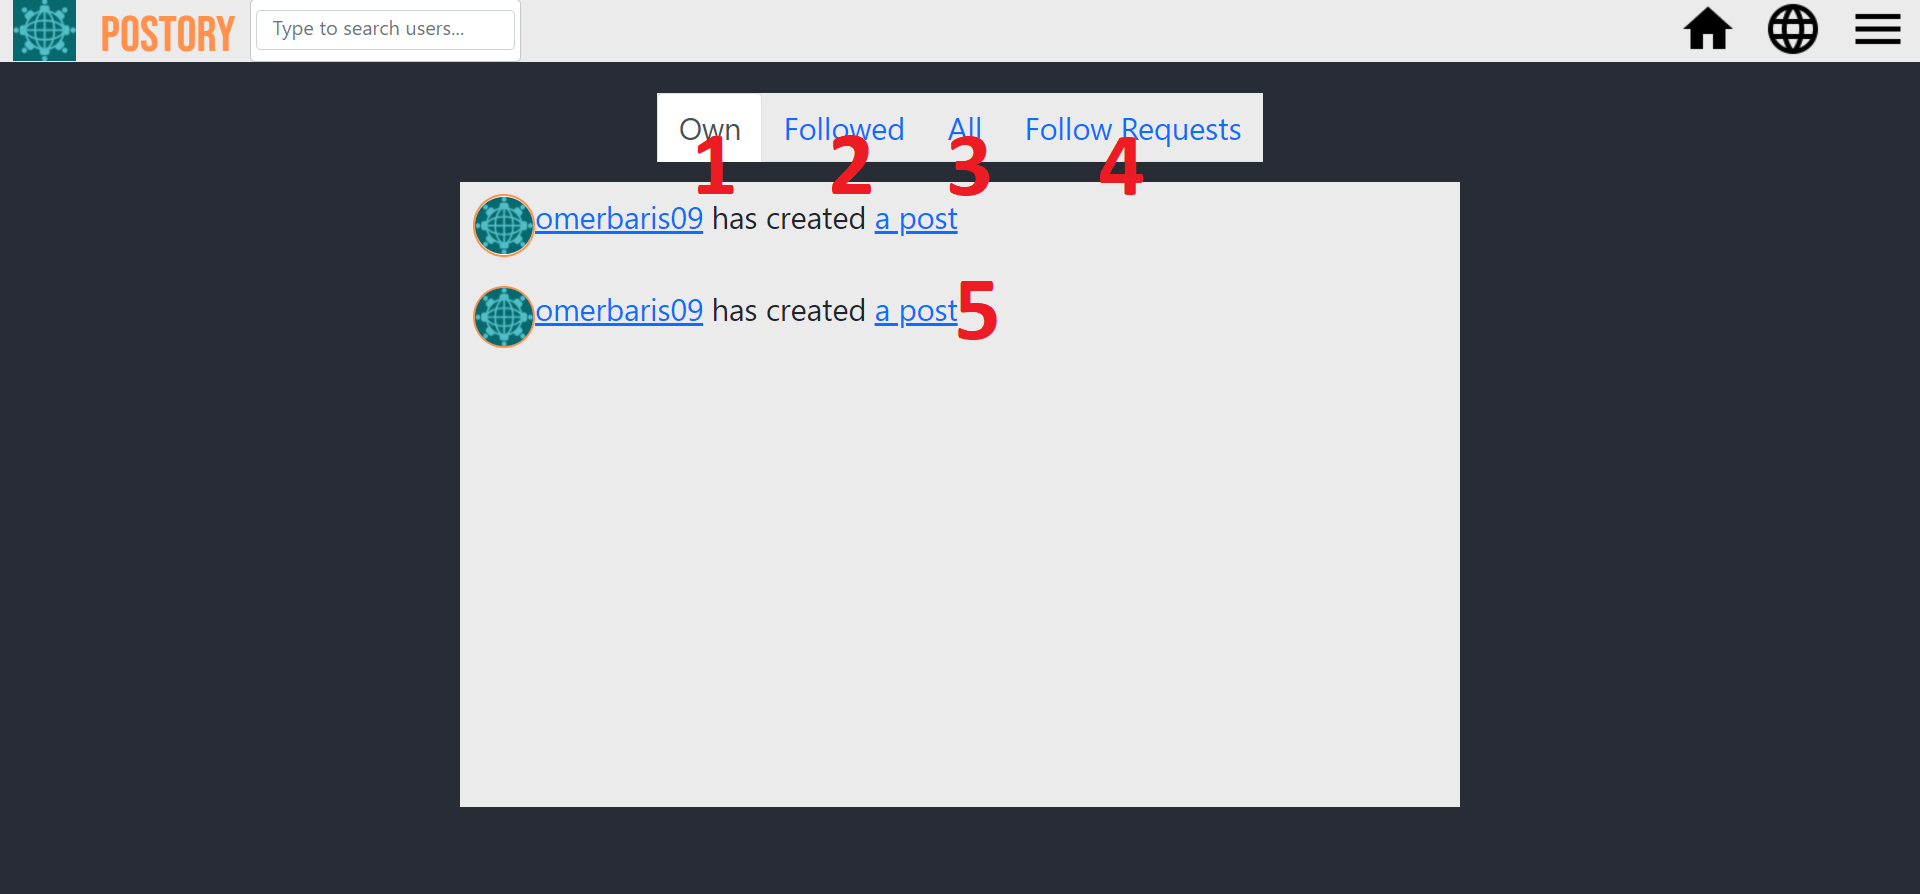 POSTORY Type to search users...
Own Followed All Follow Requests
1 2 3 4
omerbaris09 has created a post
omerbaris09 has created a post 5